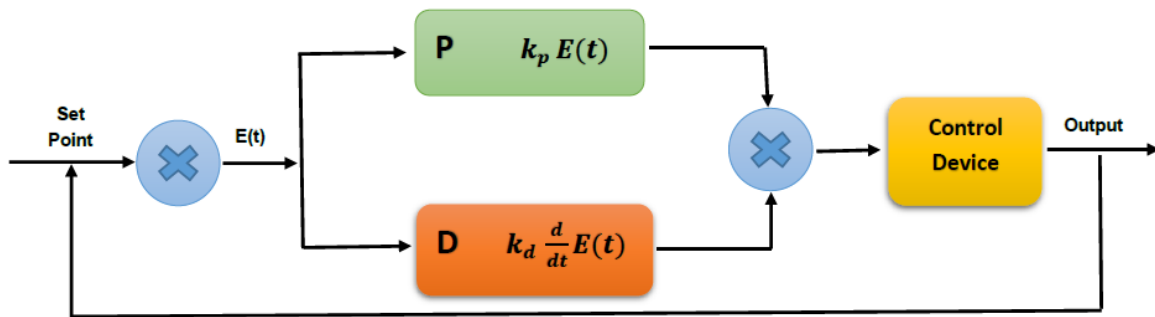 P k_p E(t)
Set
Point
E(t)
Control
Device
Output
D k_d d/dt E(t)